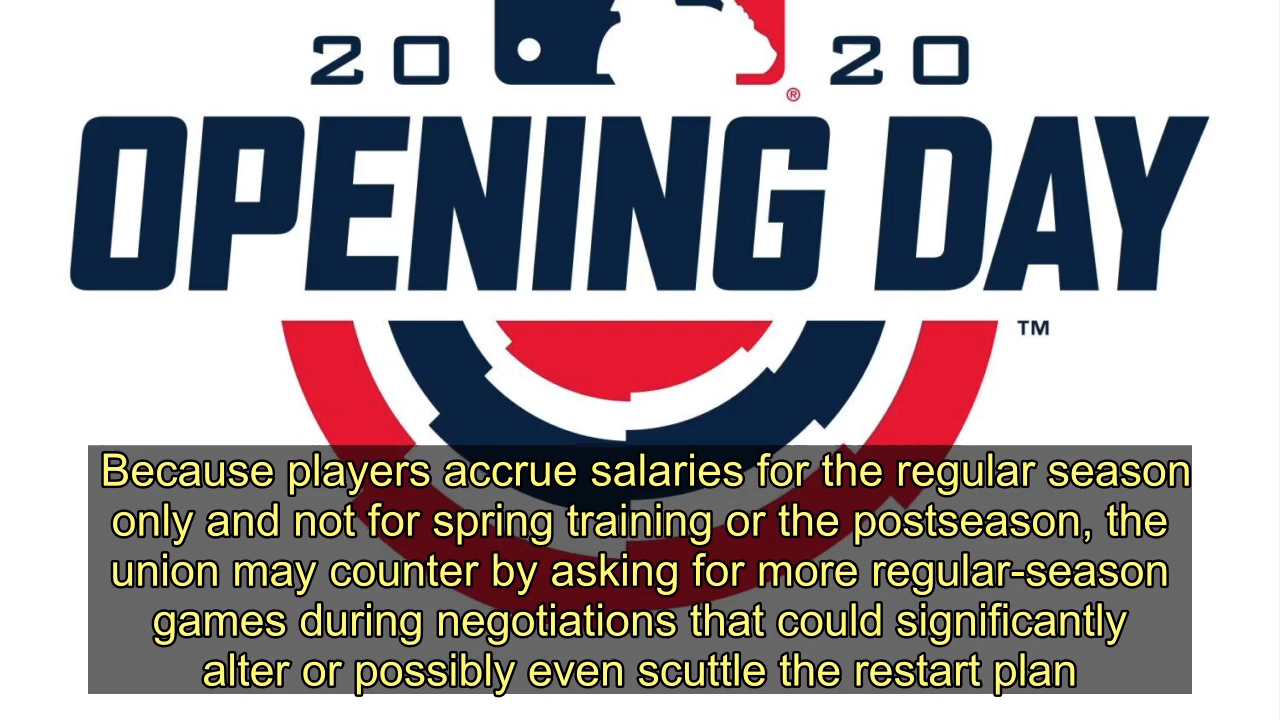 2020
OPENING DAY
™
®
Because players accrue salaries for the regular season
only and not for spring training or the postseason, the
union may counter by asking for more regular-season
games during negotiations that could significantly
alter or possibly even scuttle the restart plan